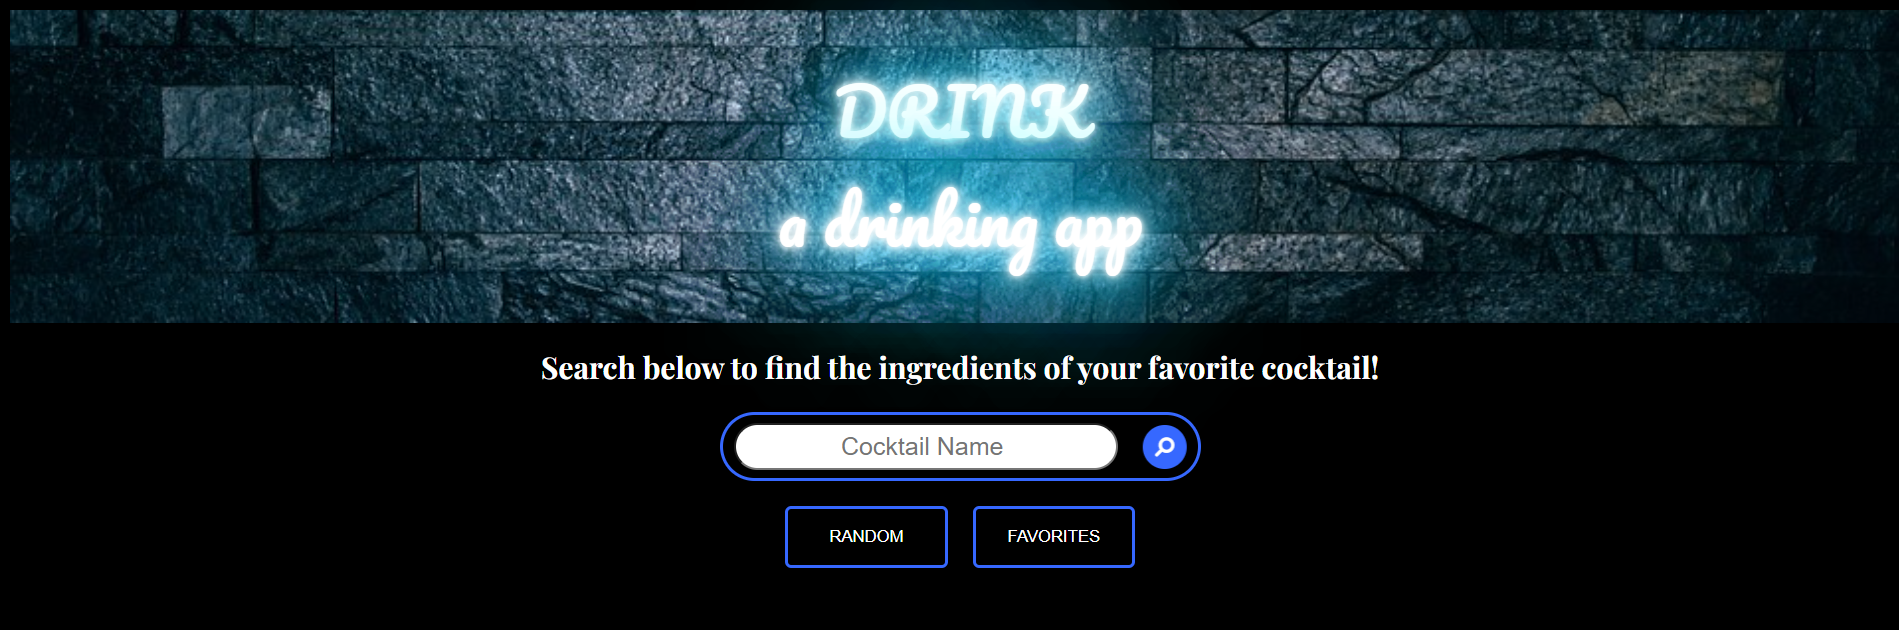 DRINK
a drinking app
Search below to find the ingredients of your favorite cocktail!
Cocktail Name
RANDOM
FAVORITES